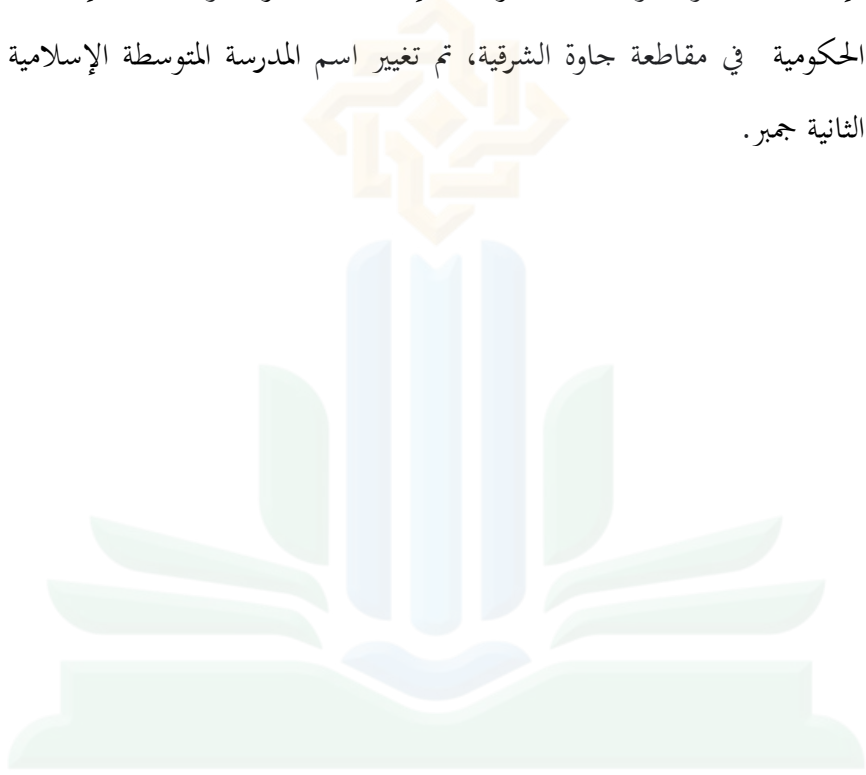 الحكومية في مقاطعة جاوة الشرقية، تم تغيير اسم المدرسة المتوسطة الإسلامية
الثانية جمبر.